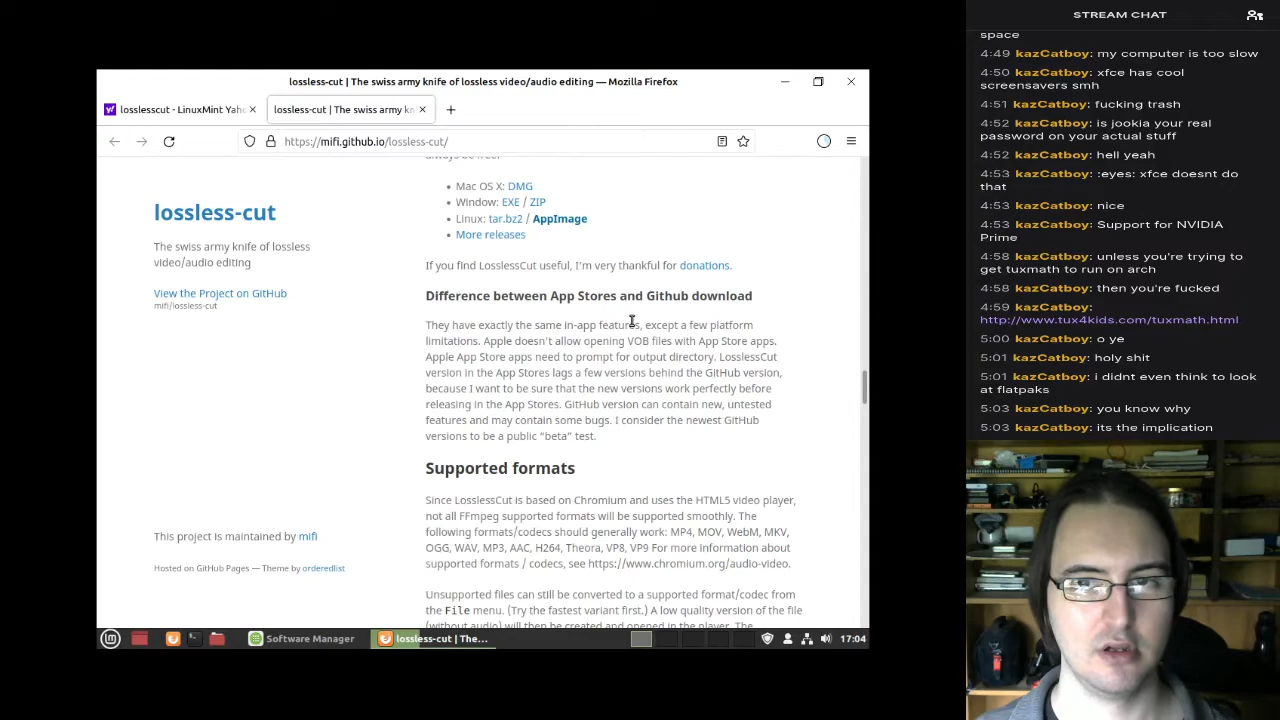 lossless-cut | The swiss army knife of lossless video/audio editing — Mozilla Firefox
losslesscut - LinuxMint Yaho
lossless-cut | The swiss army kn
https://mifi.github.io/lossless-cut/
lossless-cut
The swiss army knife of lossless
video/audio editing
View the Project on GitHub
mifi/lossless-cut
This project is maintained by mifi
Hosted on GitHub Pages — Theme by orderedlist
always be free.
• Mac OS X: DMG
• Window: EXE / ZIP
• Linux: tar.bz2 / AppImage
• More releases
If you find LosslessCut useful, I'm very thankful for donations.
Difference between App Stores and Github download
They have exactly the same in-app features, except a few platform
limitations. Apple doesn't allow opening VOB files with App Store apps.
Apple App Store apps need to prompt for output directory. LosslessCut
version in the App Stores lags a few versions behind the GitHub version,
because I want to be sure that the new versions work perfectly before
releasing in the App Stores. GitHub version can contain new, untested
features and may contain some bugs. I consider the newest GitHub
versions to be a public “beta” test.
Supported formats
Since LosslessCut is based on Chromium and uses the HTML5 video player,
not all FFmpeg supported formats will be supported smoothly. The
following formats/codecs should generally work: MP4, MOV, WebM, MKV,
OGG, WAV, MP3, AAC, H264, Theora, VP8, VP9 For more information about
supported formats / codecs, see https://www.chromium.org/audio-video.
Unsupported files can still be converted to a supported format/codec from
the File menu. (Try the fastest variant first.) A low quality version of the file
(without audio) will then be created and opened in the player. The
Software Manager
lossless-cut | The...
17:04
STREAM CHAT
space
4:49 kazCatboy: my computer is too slow
4:50 kazCatboy: xfce has cool
screensavers smh
4:51 kazCatboy: fucking trash
4:52 kazCatboy: is jookia your real
password on your actual stuff
4:52 kazCatboy: hell yeah
4:53 kazCatboy: :eyes: xfce doesnt do
that
4:53 kazCatboy: nice
4:53 kazCatboy: Support for NVIDIA
Prime
4:58 kazCatboy: unless you're trying to
get tuxmath to run on arch
4:58 kazCatboy: then you're fucked
4:59 kazCatboy:
http://www.tux4kids.com/tuxmath.html
5:00 kazCatboy: o ye
5:01 kazCatboy: holy shit
5:01 kazCatboy: i didnt even think to look
at flatpaks
5:03 kazCatboy: you know why
5:03 kazCatboy: its the implication